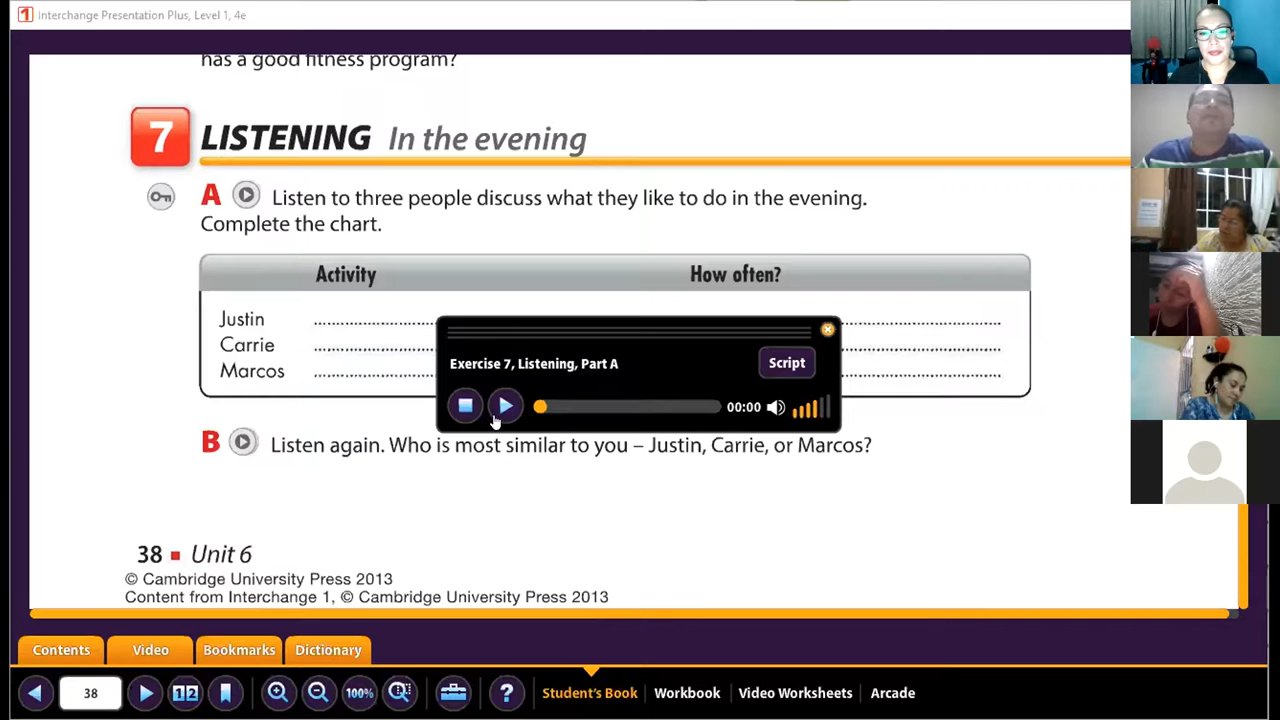 Interchange Presentation Plus, Level 1, 4e
has a good fitness program?
7 LISTENING In the evening
A Listen to three people discuss what they like to do in the evening.
Complete the chart.
Activity How often?
Justin
Carrie
Marcos
Exercise 7, Listening, Part A Script
00:00
B Listen again. Who is most similar to you – Justin, Carrie, or Marcos?
38 ■ Unit 6
© Cambridge University Press 2013
Content from Interchange 1, © Cambridge University Press 2013
Contents Video Bookmarks Dictionary
38 1 2 100% ? Student's Book Workbook Video Worksheets Arcade